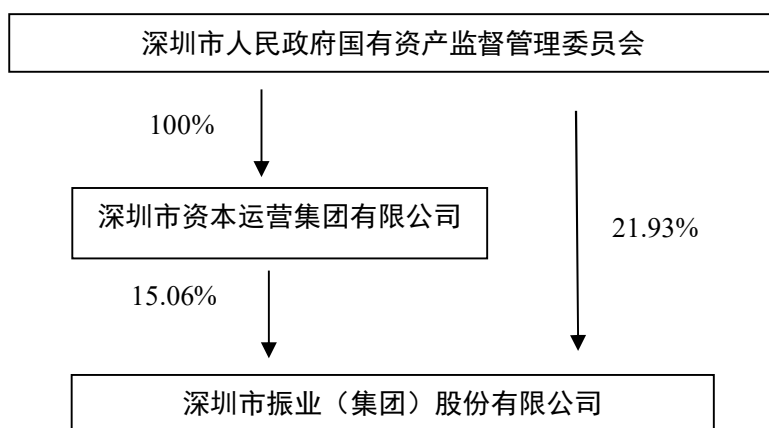 深圳市人民政府国有资产监督管理委员会
100%
深圳市资本运营集团有限公司
21.93%
15.06%
深圳市振业（集团）股份有限公司